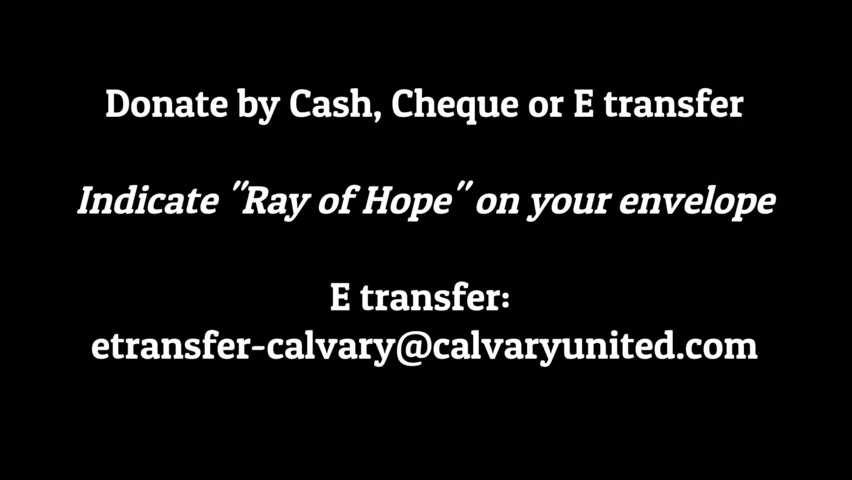 Donate by Cash, Cheque or E transfer
Indicate "Ray of Hope" on your envelope
E transfer:
etransfer-calvary@calvaryunited.com